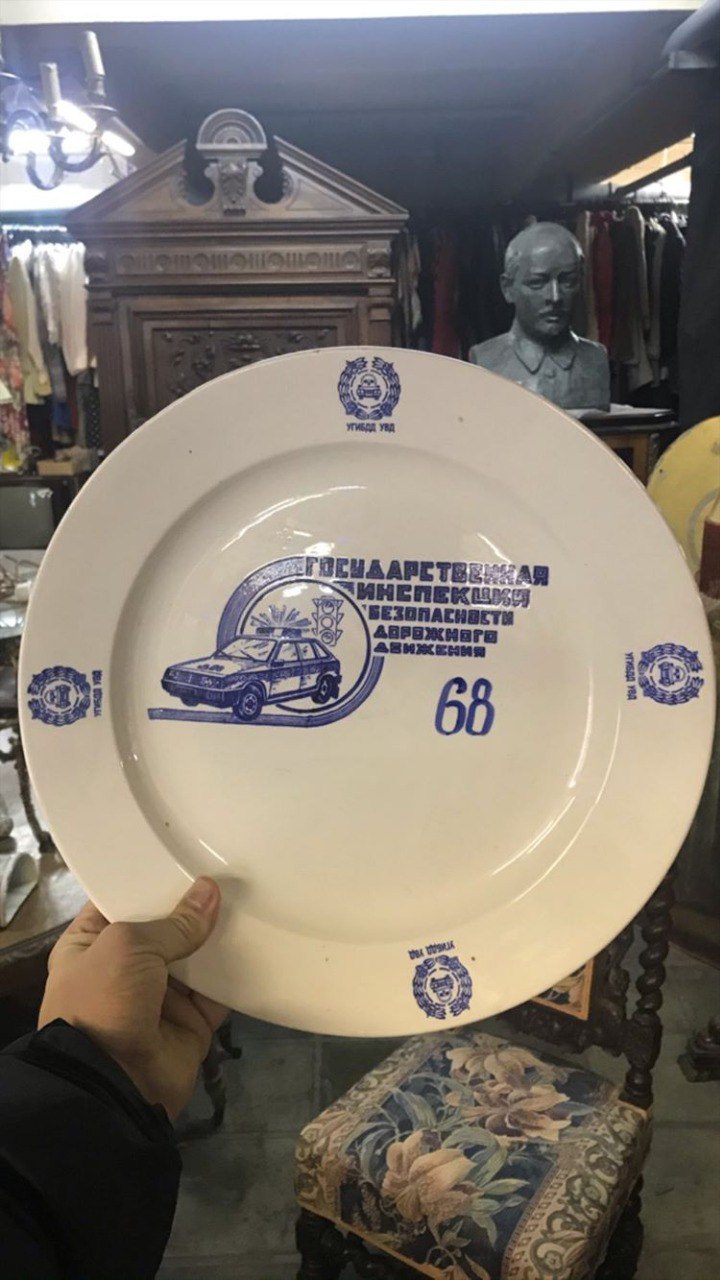 УГИБДД УВД
ГОСУДАРСТВЕННАЯ
ИНСПЕКЦИЯ
БЕЗОПАСНОСТИ
ДОРОЖНОГО
ДВИЖЕНИЯ
68
УГИБДД УВД
УГИБДД УВД
УГИБДД УВД